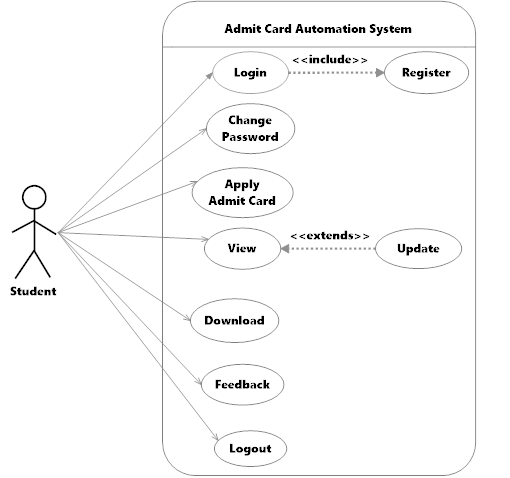 Admit Card Automation System
Login
<<include>>
Register
Change
Password
Apply
Admit Card
View
<<extends>>
Update
Student
Download
Feedback
Logout